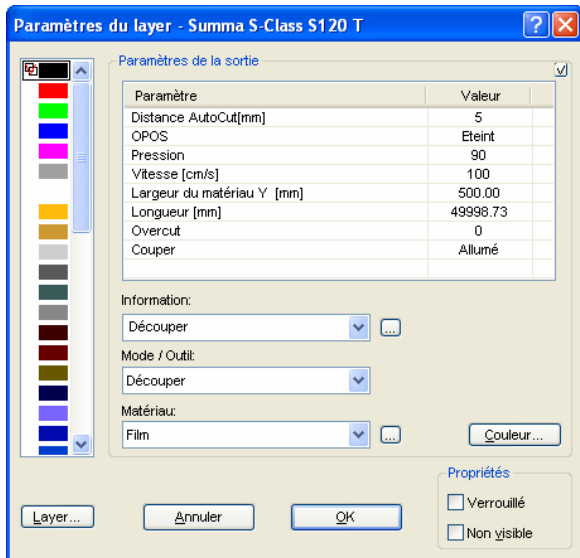 Paramètres du layer - Summa S-Class S120 T
Paramètres de la sortie
Paramètre Valeur
Distance AutoCut[mm] 5
OPOS Eteint
Pression 90
Vitesse [cm/s] 100
Largeur du matériau Y [mm] 500.00
Longueur [mm] 49998.73
Overcut 0
Couper Allumé
Information:
Découper ...
Mode / Outil:
Découper
Matériau:
Film ...
Couleur...
Propriétés
Verrouillé
Non visible
Layer...
Annuler
OK